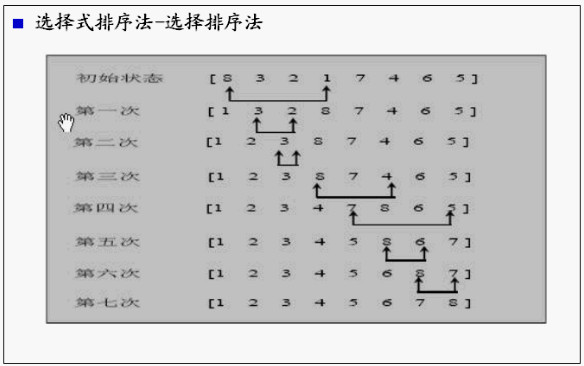 选择式排序法-选择排序法
初始状态 [8 3 2 1 7 4 6 5]
第一次 [1 3 2 8 7 4 6 5]
第二次 [1 2 3 8 7 4 6 5]
第三次 [1 2 3 8 7 4 6 5]
第四次 [1 2 3 4 7 8 6 5]
第五次 [1 2 3 4 5 8 6 7]
第六次 [1 2 3 4 5 6 8 7]
第七次 [1 2 3 4 5 6 7 8]